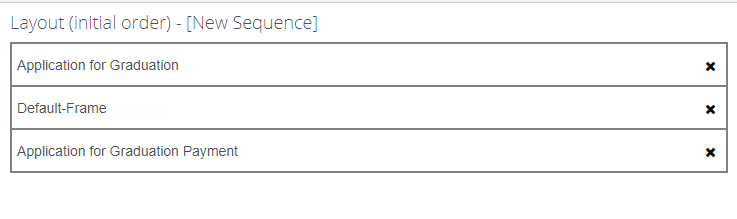 Layout (initial order) - [New Sequence]
Application for Graduation
Default-Frame
Application for Graduation Payment